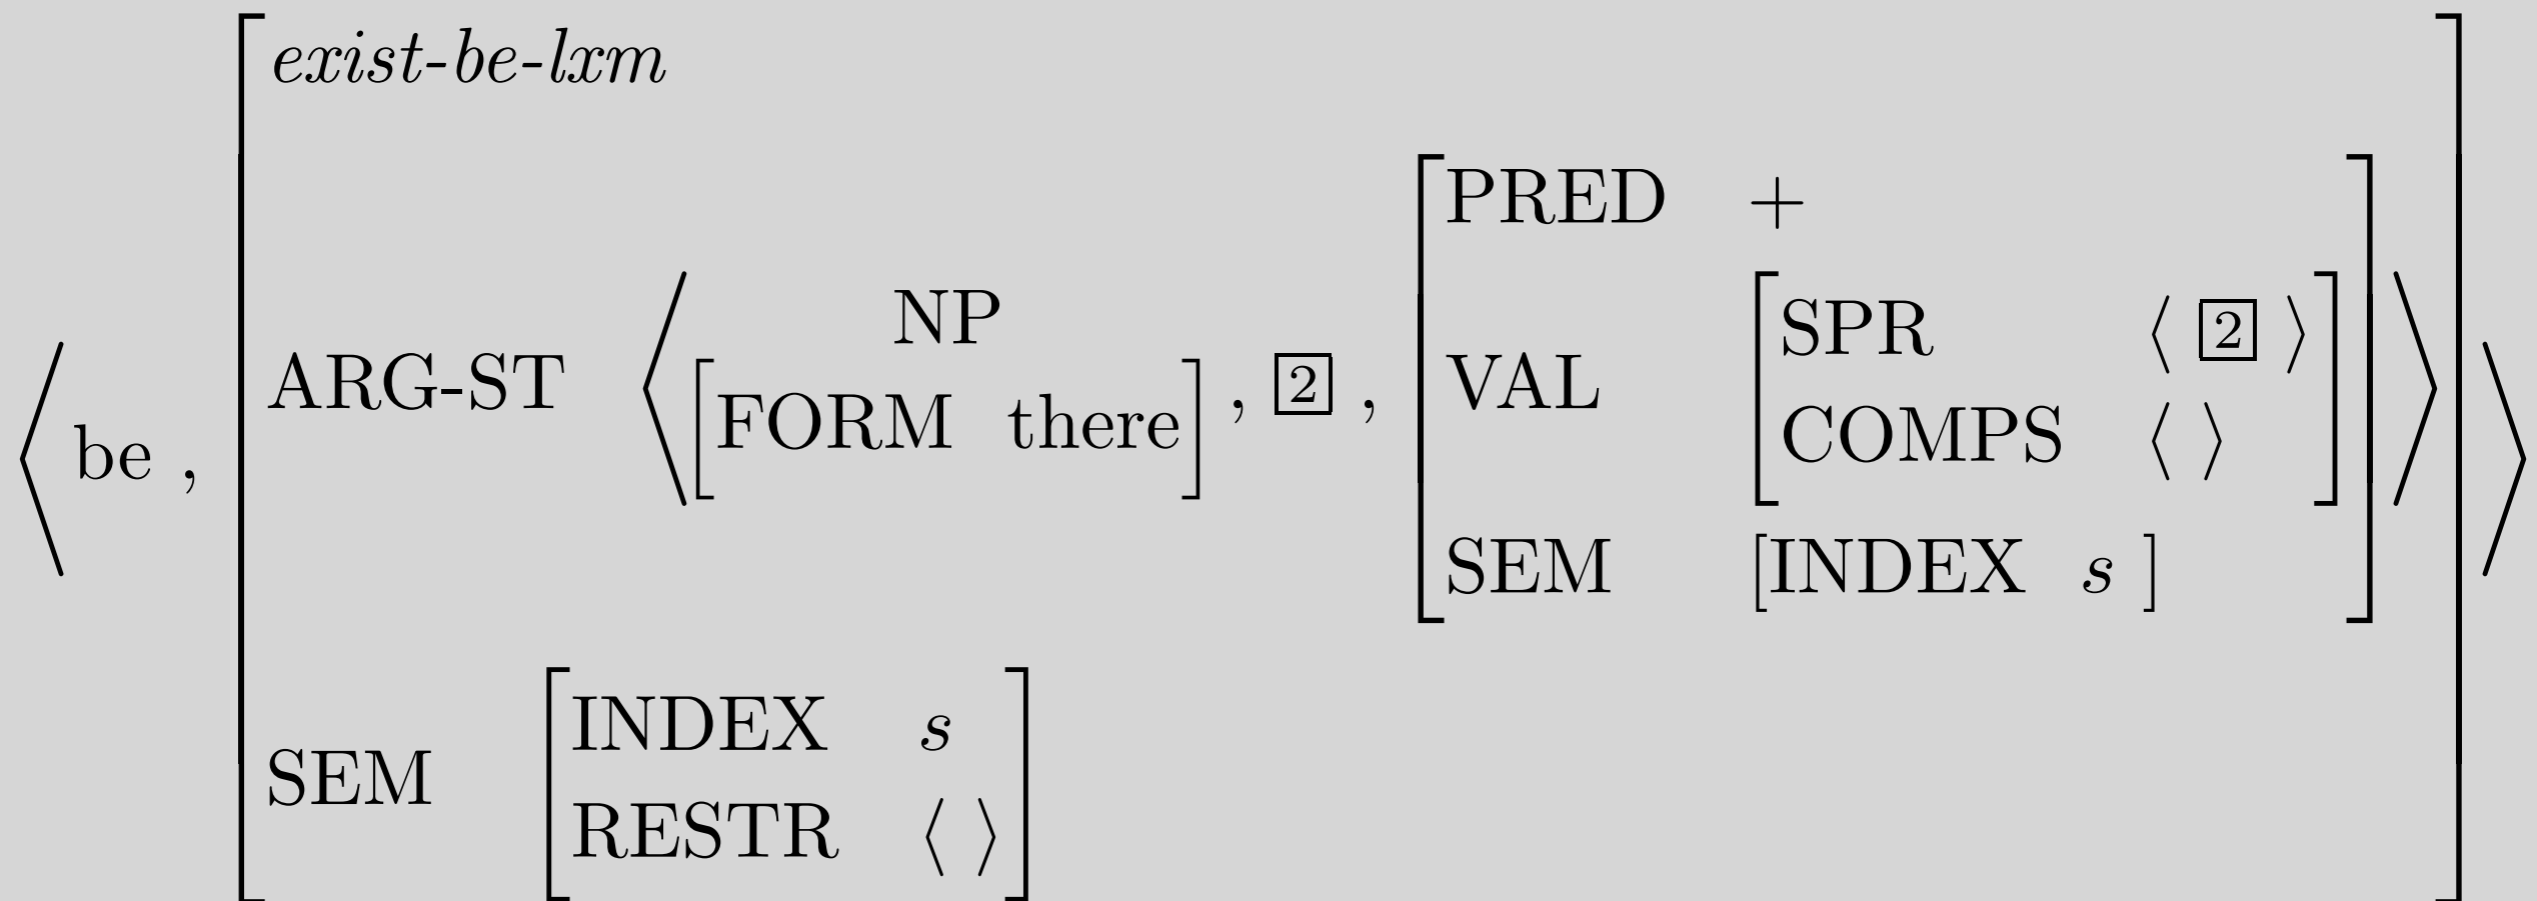 exist-be-lxm
PRED +
NP
SPR ⟨ 2 ⟩
⟨ be , ARG-ST ⟨ [FORM there] , 2 , VAL
COMPS ⟨ ⟩
SEM [INDEX s ]
INDEX s
SEM
RESTR ⟨ ⟩